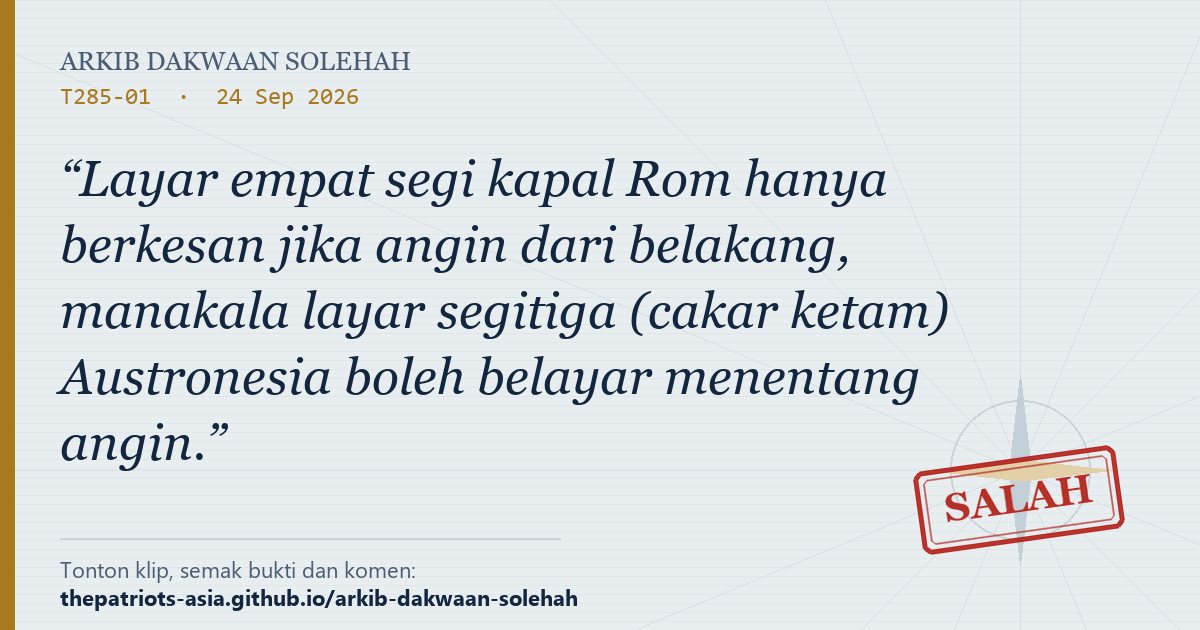 ARKIB DAKWAAN SOLEHAH
T285-01 · 24 Sep 2026
“Layar empat segi kapal Rom hanya
berkesan jika angin dari belakang,
manakala layar segitiga (cakar ketam)
Austronesia boleh belayar menentang
angin.”
SALAH
Tonton klip, semak bukti dan komen:
thepatriots-asia.github.io/arkib-dakwaan-solehah